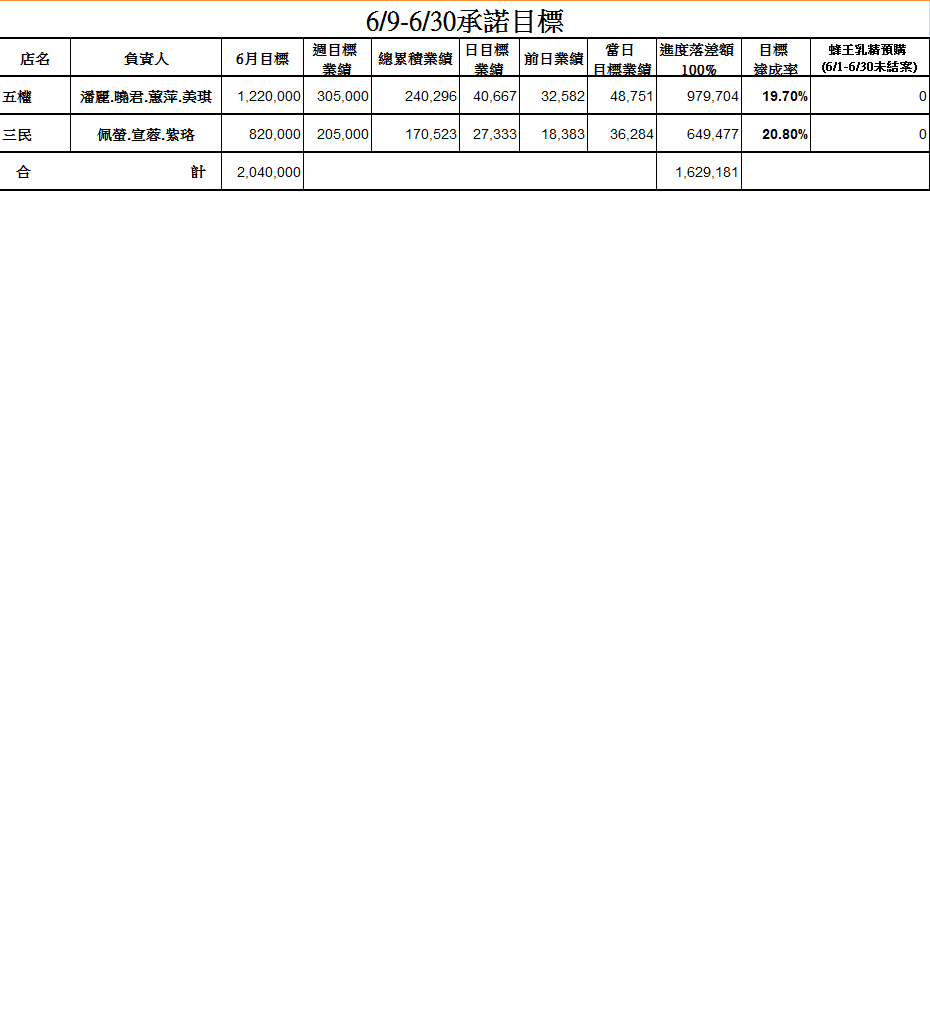 6/9-6/30承諾目標
店名 負責人 6月目標 週目標業績 總累積業績 日目標業績 前日業績 當日目標業績 進度落差額100% 目標達成率 蜂王乳精預購(6/1-6/30未結案)
五權 潘麗.曉君.蕙萍.美琪 1,220,000 305,000 240,296 40,667 32,582 48,751 979,704 19.70% 0
三民 佩螢.宣蓉.紫珞 820,000 205,000 170,523 27,333 18,383 36,284 649,477 20.80% 0
合 計 2,040,000 1,629,181